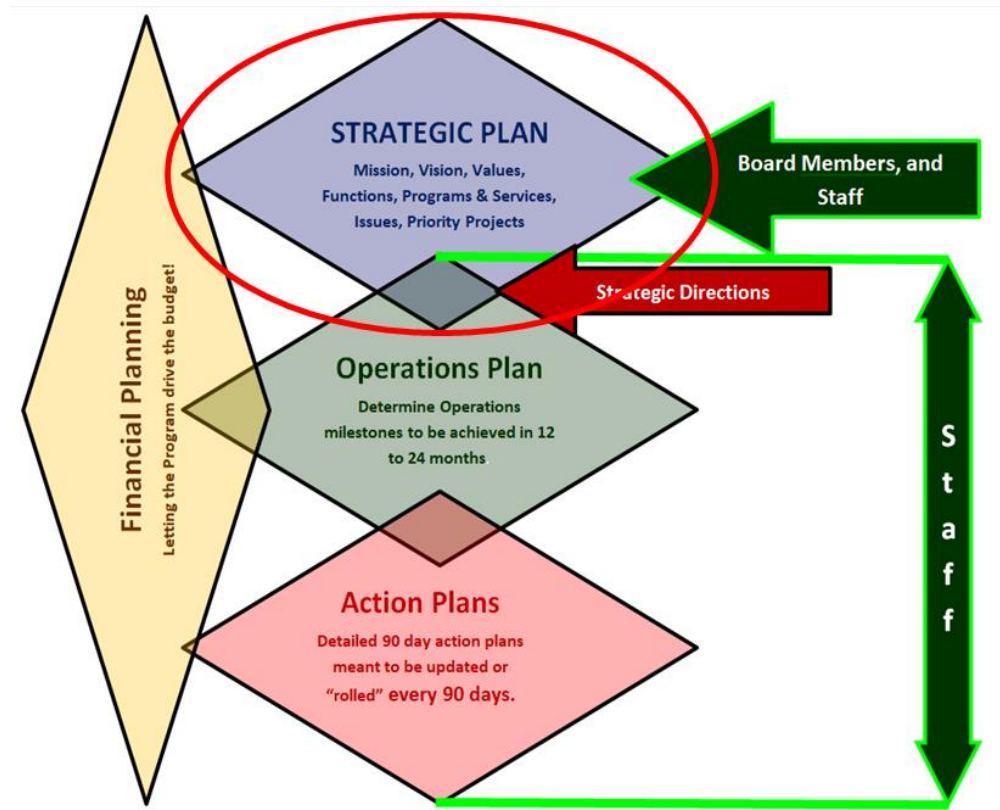 STRATEGIC PLAN
Mission, Vision, Values,
Functions, Programs & Services,
Issues, Priority Projects
Board Members, and
Staff
Strategic Directions
Financial Planning
Letting the Program drive the budget!
Operations Plan
Determine Operations
milestones to be achieved in 12
to 24 months
Staff
Action Plans
Detailed 90 day action plans
meant to be updated or
“rolled” every 90 days.